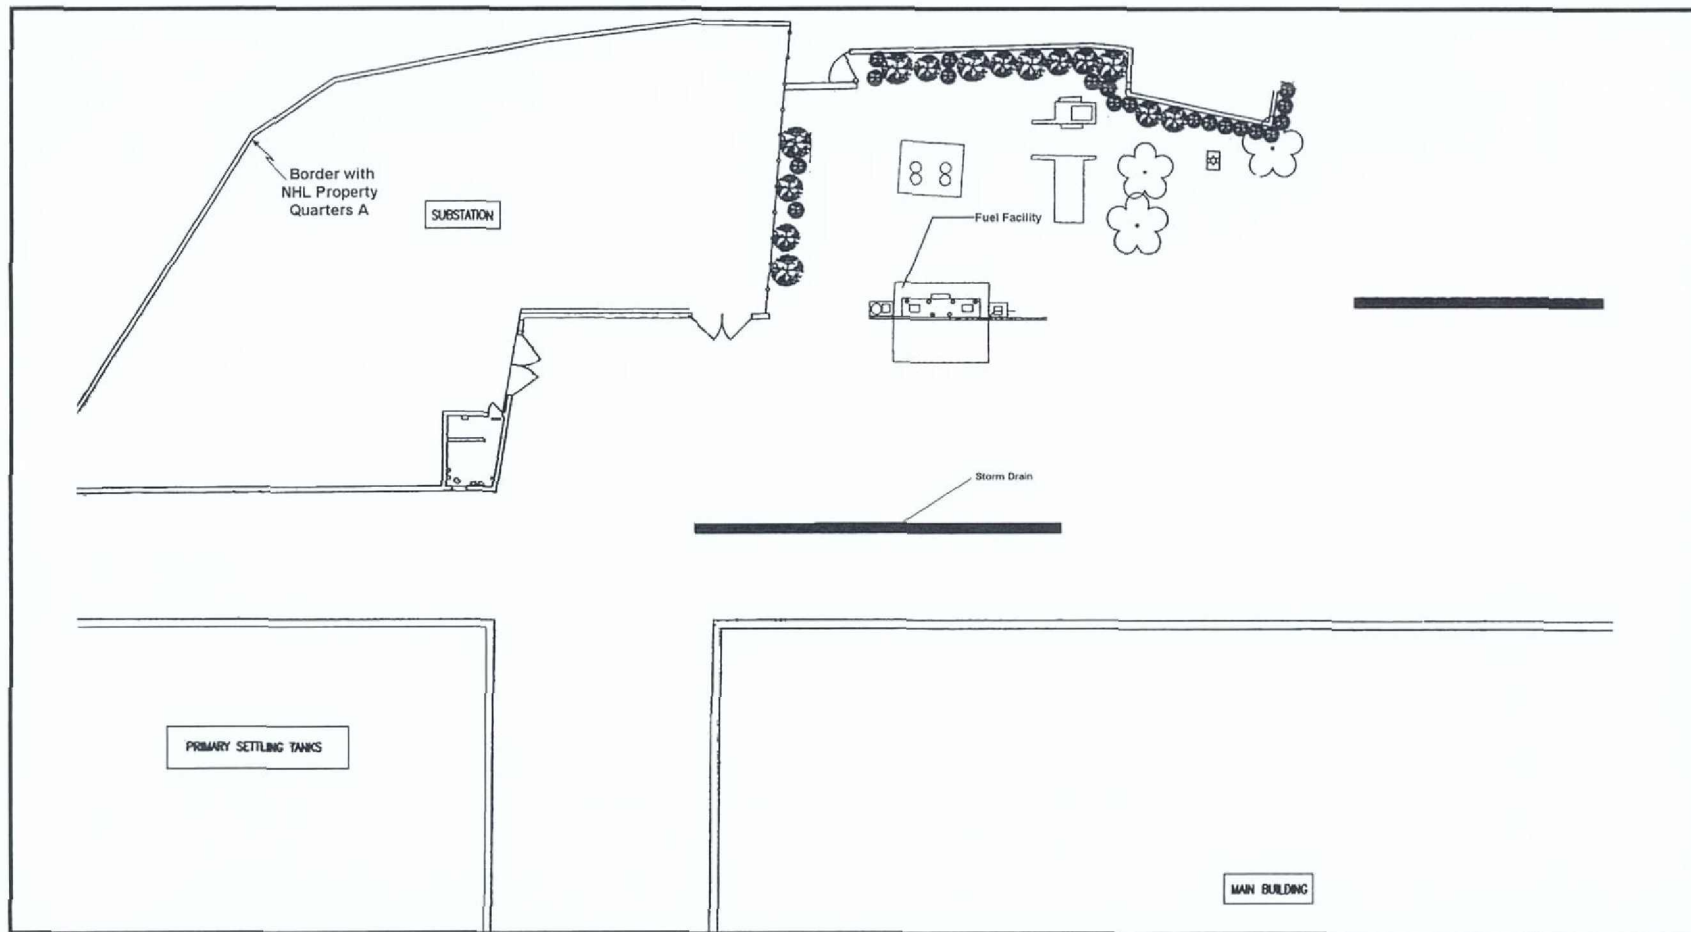 Border with
NHL Property
Quarters A
SUBSTATION
Fuel Facility
Storm Drain
PRIMARY SETTLING TANKS
MAIN BUILDING